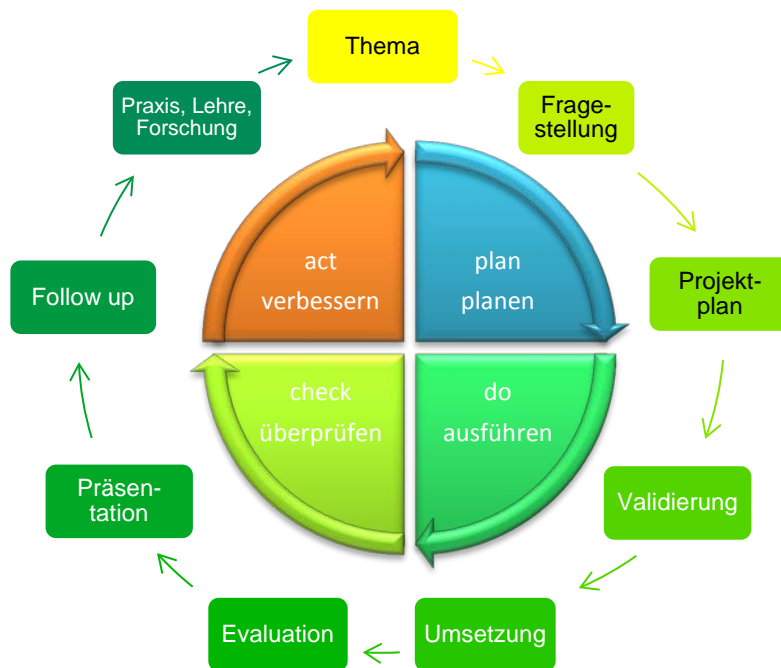 Thema
Frage-
stellung
Projekt-
plan
Validierung
Umsetzung
Evaluation
Präsen-
tation
Follow up
Praxis, Lehre,
Forschung
act
verbessern
plan
planen
check
überprüfen
do
ausführen